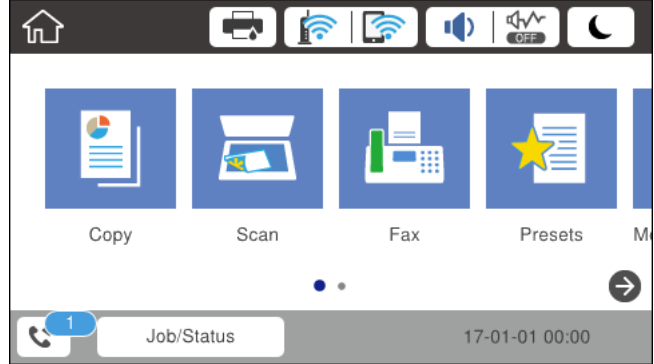 OFF
Copy
Scan
Fax
Presets
1
Job/Status
17-01-01 00:00